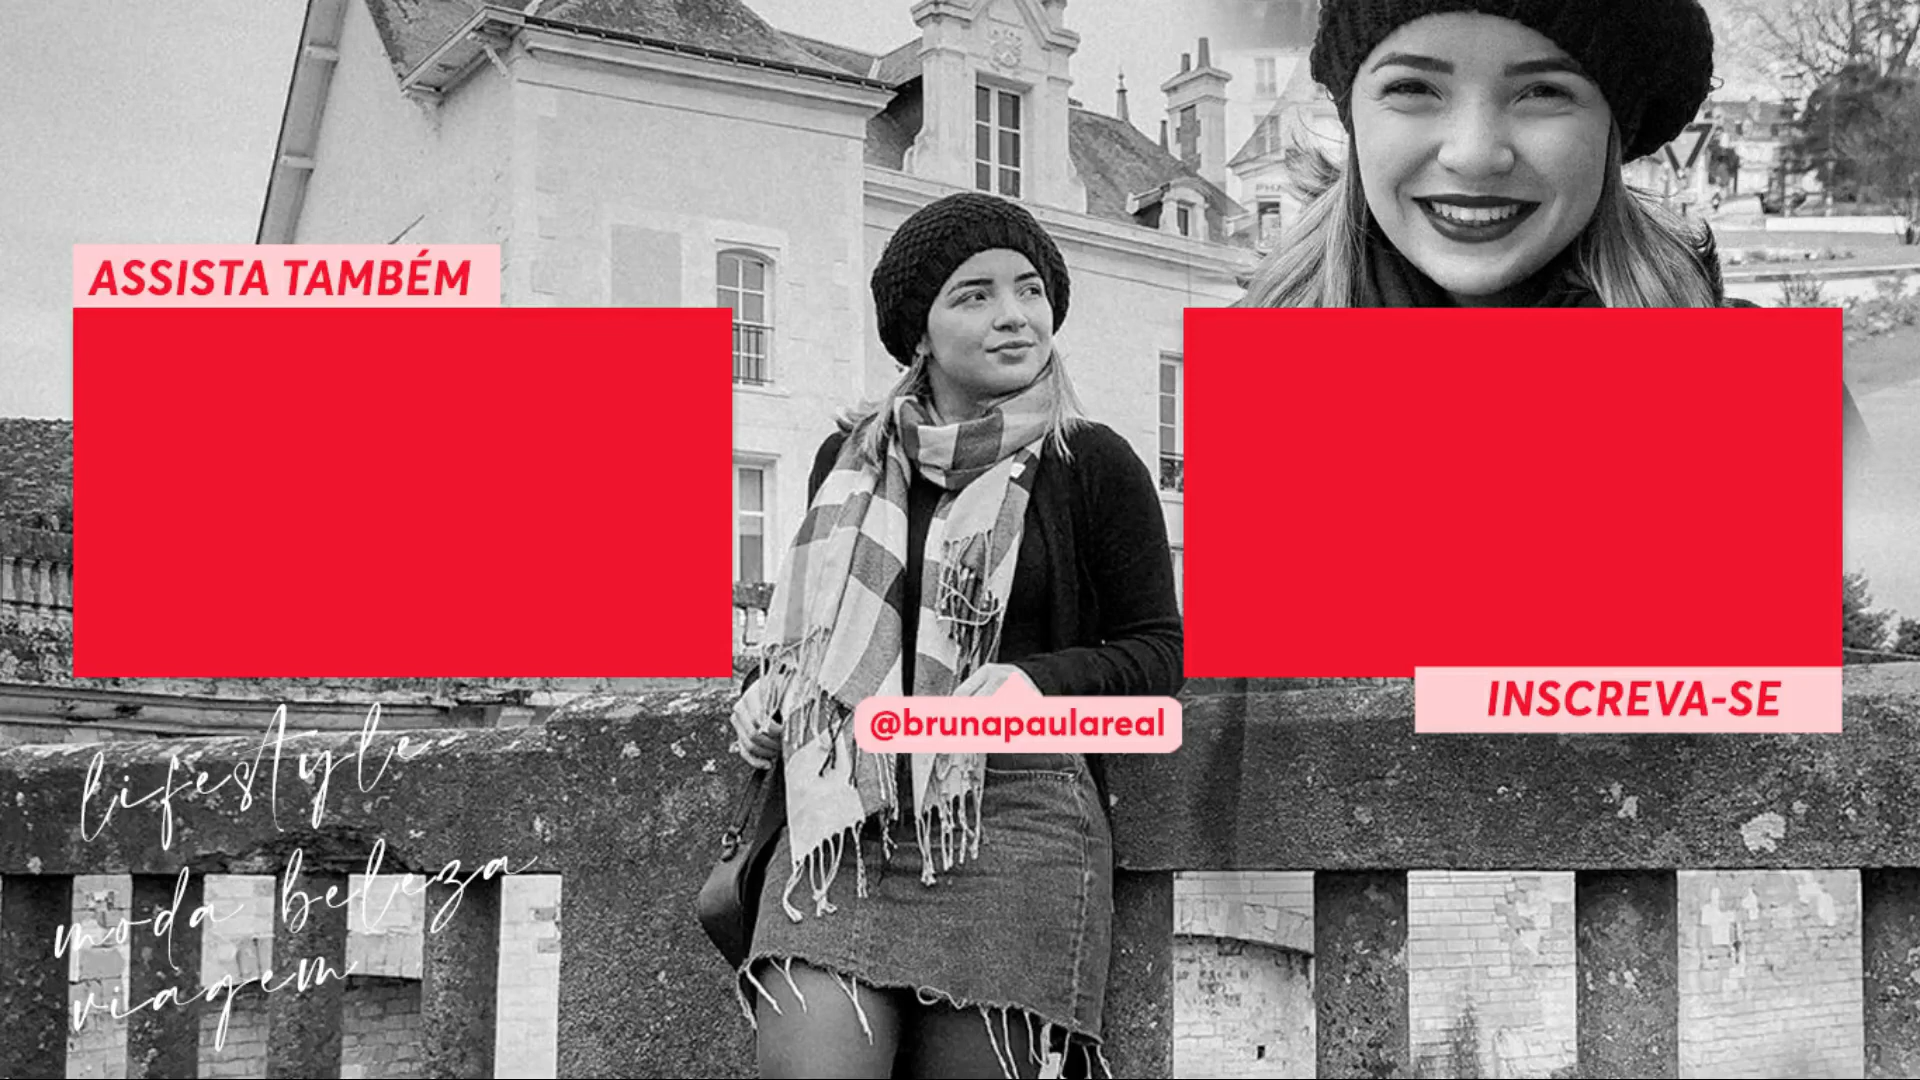 ASSISTA TAMBÉM
INSCREVA-SE
@brunapaulareal
lifestyle
moda beleza
viagem